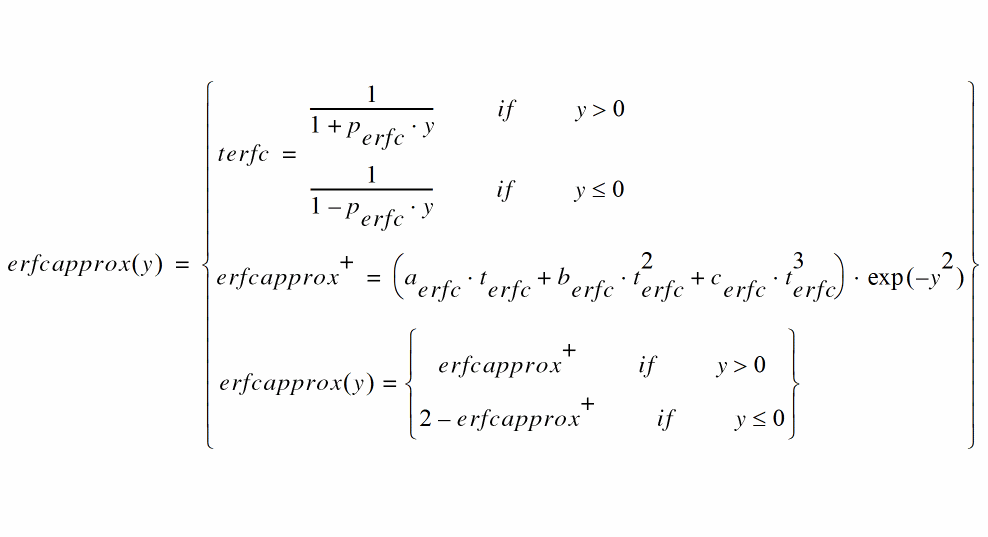 1
1 + p_erfc · y if y > 0
terfc =
1
1 – p_erfc · y if y ≤ 0
erfcapprox(y) =
erfcapprox^+ = (a_erfc · t_erfc + b_erfc · t_erfc^2 + c_erfc · t_erfc^3) · exp(–y^2)
erfcapprox^+ if y > 0
erfcapprox(y) =
2 – erfcapprox^+ if y ≤ 0